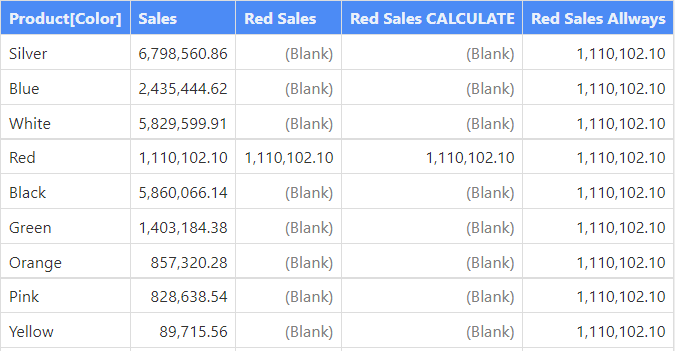 Product[Color] Sales Red Sales Red Sales CALCULATE Red Sales Allways
Silver 6,798,560.86 (Blank) (Blank) 1,110,102.10
Blue 2,435,444.62 (Blank) (Blank) 1,110,102.10
White 5,829,599.91 (Blank) (Blank) 1,110,102.10
Red 1,110,102.10 1,110,102.10 1,110,102.10 1,110,102.10
Black 5,860,066.14 (Blank) (Blank) 1,110,102.10
Green 1,403,184.38 (Blank) (Blank) 1,110,102.10
Orange 857,320.28 (Blank) (Blank) 1,110,102.10
Pink 828,638.54 (Blank) (Blank) 1,110,102.10
Yellow 89,715.56 (Blank) (Blank) 1,110,102.10